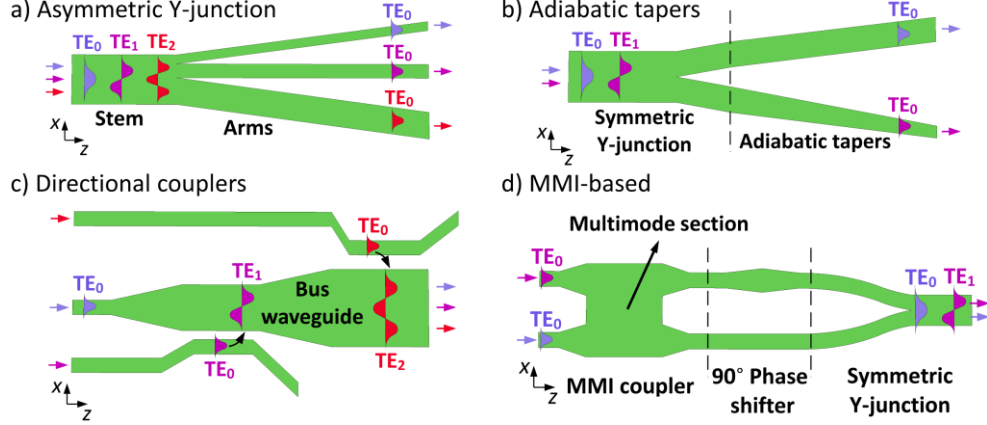 a) Asymmetric Y-junction
TE0 TE1 TE2
TE0
TE0
TE0
Stem
Arms
x
z
b) Adiabatic tapers
TE0 TE1
TE0
TE0
Symmetric
Y-junction
Adiabatic tapers
x
z
c) Directional couplers
TE0
TE0
TE1
Bus
waveguide
TE0
TE2
x
z
d) MMI-based
Multimode section
TE0
TE0
TE0 TE1
MMI coupler
90° Phase
shifter
Symmetric
Y-junction
x
z